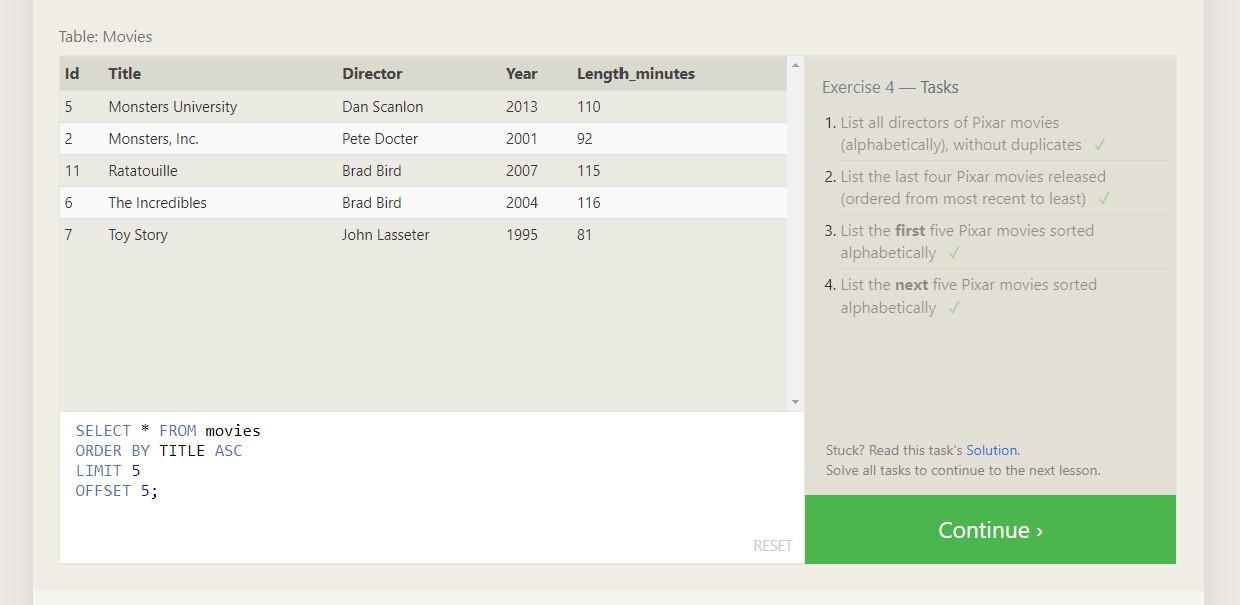 Table: Movies
Id Title Director Year Length_minutes
5 Monsters University Dan Scanlon 2013 110
2 Monsters, Inc. Pete Docter 2001 92
11 Ratatouille Brad Bird 2007 115
6 The Incredibles Brad Bird 2004 116
7 Toy Story John Lasseter 1995 81
SELECT * FROM movies
ORDER BY TITLE ASC
LIMIT 5
OFFSET 5;
RESET
Exercise 4 — Tasks
1. List all directors of Pixar movies
(alphabetically), without duplicates ✓
2. List the last four Pixar movies released
(ordered from most recent to least) ✓
3. List the first five Pixar movies sorted
alphabetically ✓
4. List the next five Pixar movies sorted
alphabetically ✓
Stuck? Read this task's Solution.
Solve all tasks to continue to the next lesson.
Continue ›